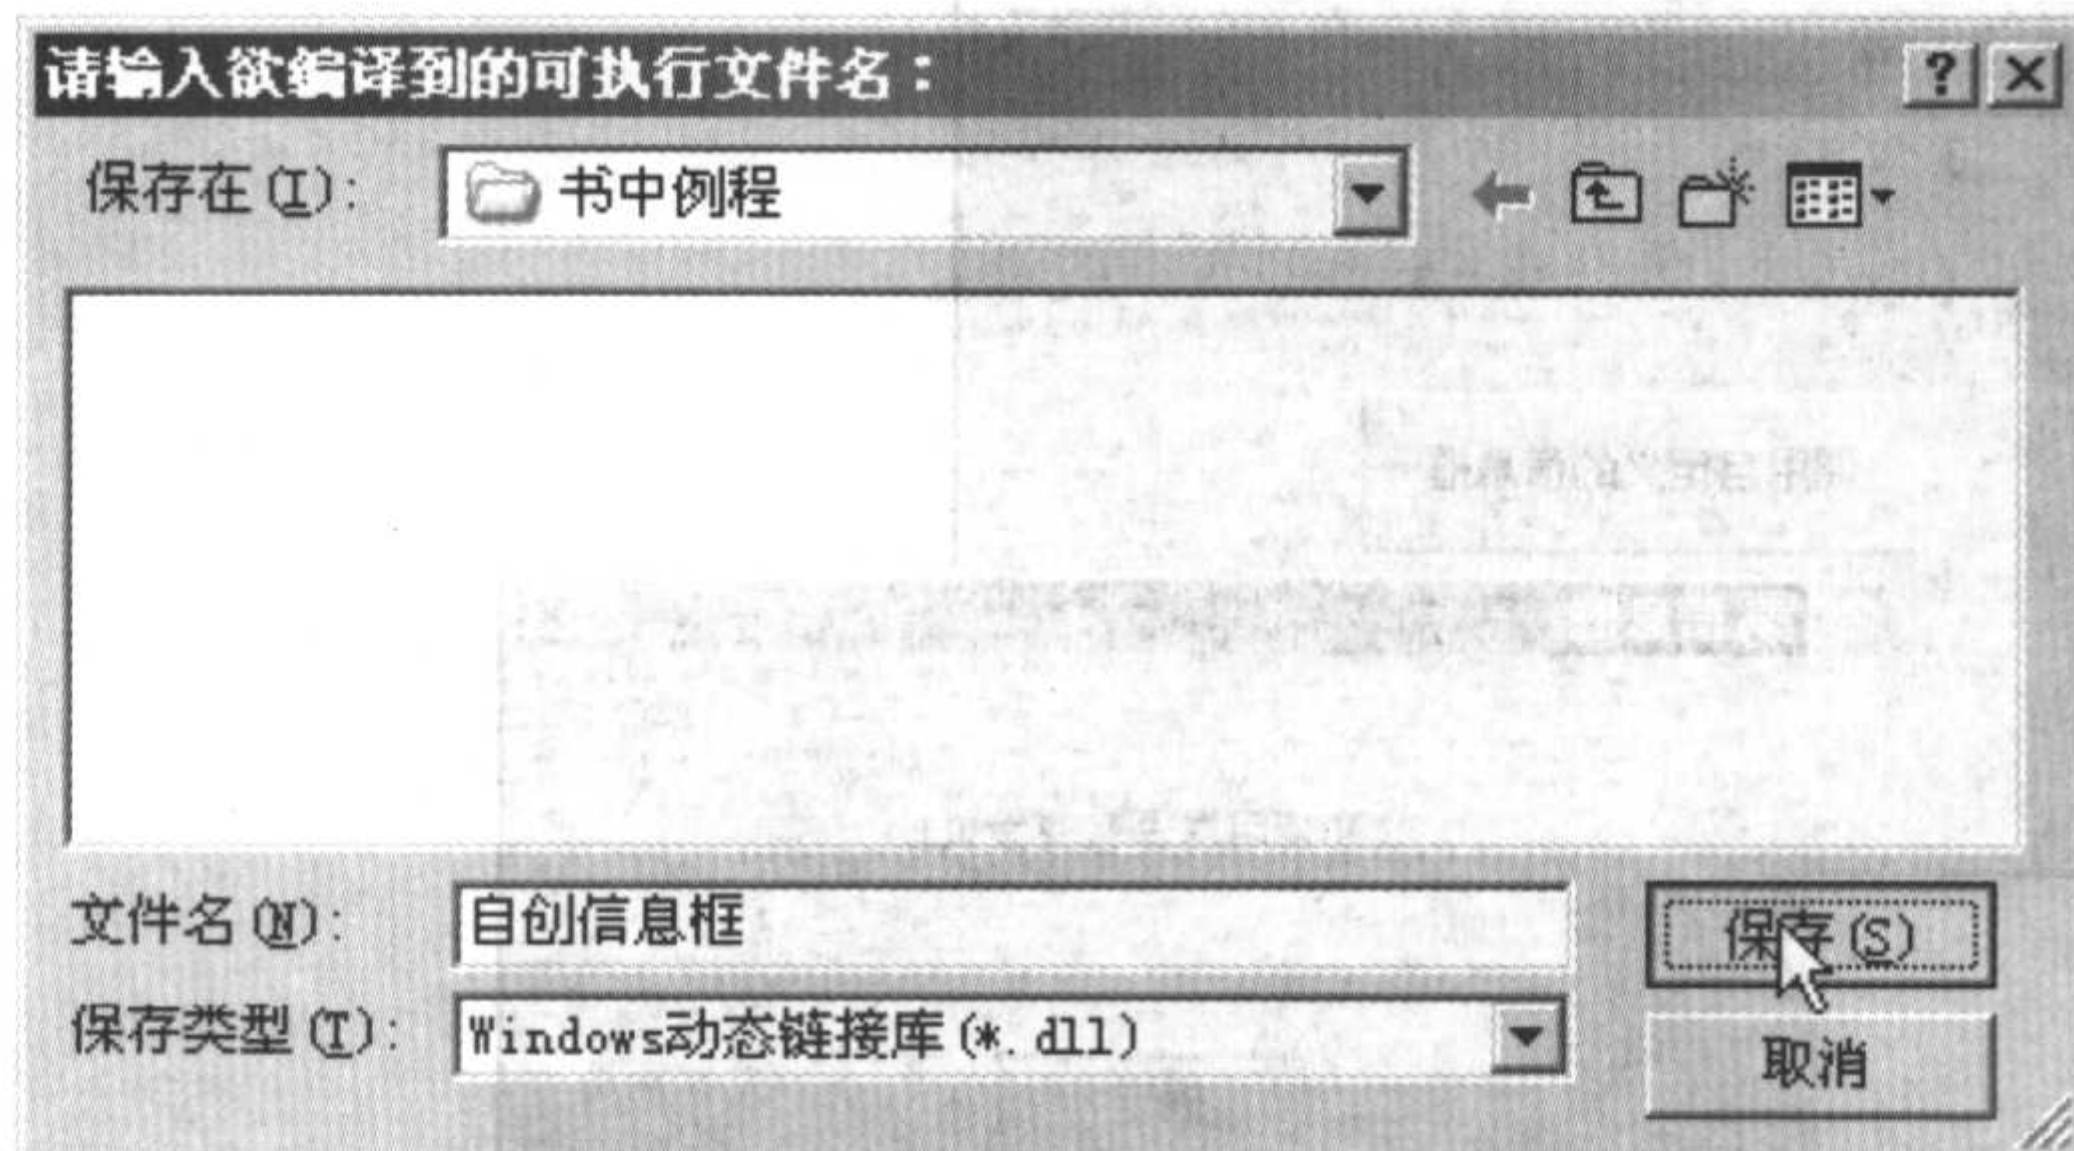 请输入欲编译到的可执行文件名：
保存在(I)： 书中例程
文件名(N)： 自创信息框 保存(S)
保存类型(T)： Windows动态链接库(*.dll) 取消